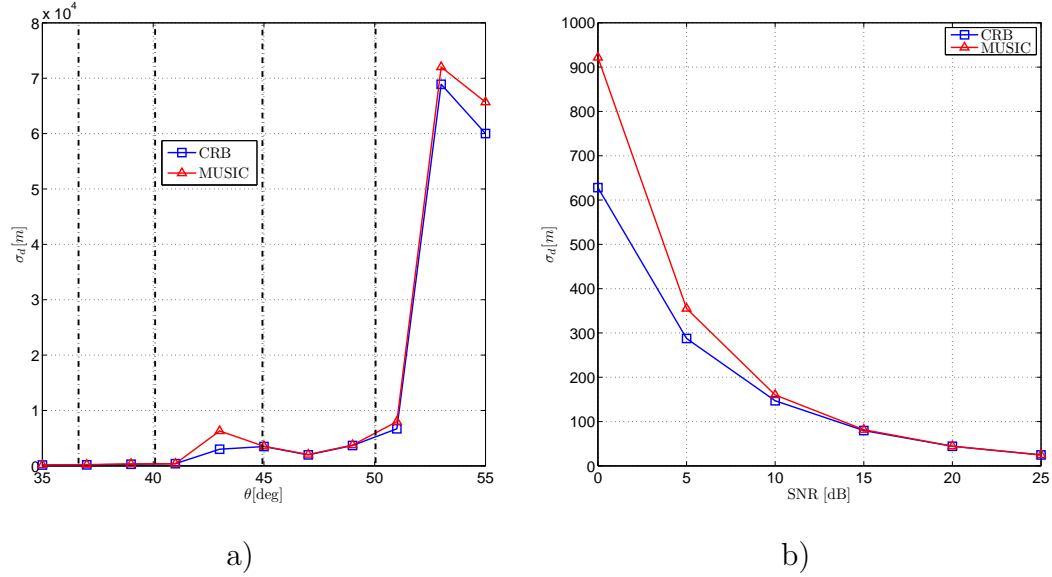 x 10^4
8
7
6
5
4
3
2
1
0
σ_d[m]
CRB
MUSIC
35 40 45 50 55
θ[deg]
a)
1000
900
800
700
600
500
400
300
200
100
0
σ_d[m]
CRB
MUSIC
0 5 10 15 20 25
SNR [dB]
b)